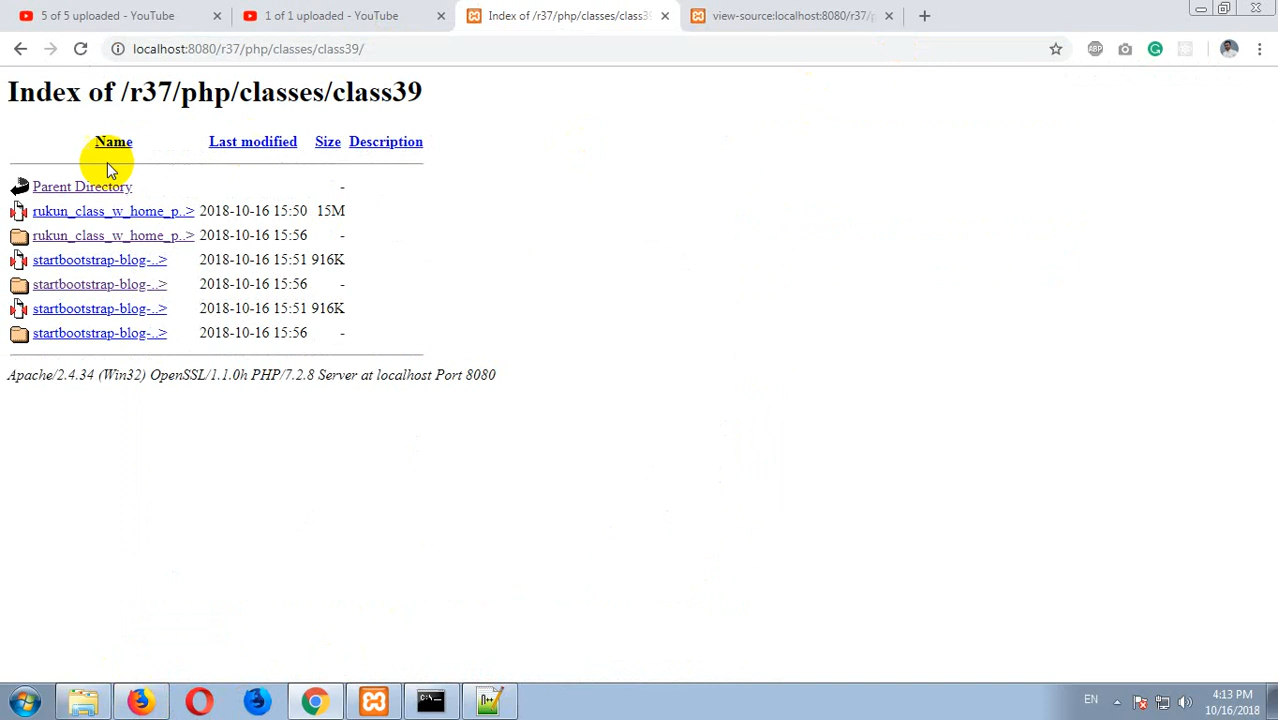 5 of 5 uploaded - YouTube
1 of 1 uploaded - YouTube
Index of /r37/php/classes/class39
view-source:localhost:8080/r37/p
localhost:8080/r37/php/classes/class39/
ABP
Index of /r37/php/classes/class39
Name Last modified Size Description
Parent Directory -
rukun_class_w_home_p..> 2018-10-16 15:50 15M
rukun_class_w_home_p..> 2018-10-16 15:56 -
startbootstrap-blog-..> 2018-10-16 15:51 916K
startbootstrap-blog-..> 2018-10-16 15:56 -
startbootstrap-blog-..> 2018-10-16 15:51 916K
startbootstrap-blog-..> 2018-10-16 15:56 -
Apache/2.4.34 (Win32) OpenSSL/1.1.0h PHP/7.2.8 Server at localhost Port 8080
EN
4:13 PM
10/16/2018